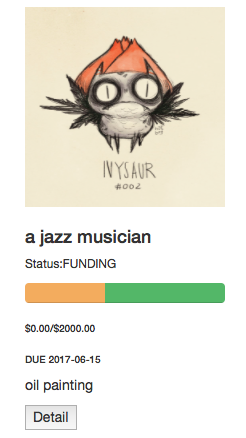 IVYSAUR
#002
a jazz musician
Status:FUNDING
$0.00/$2000.00
DUE 2017-06-15
oil painting
Detail